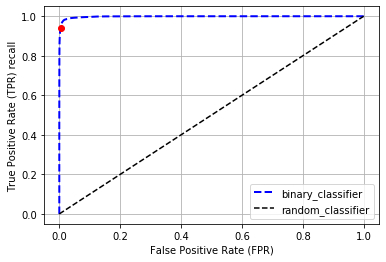 1.0
0.8
0.6
0.4
0.2
0.0
True Positive Rate (TPR) recall
binary_classifier
random_classifier
0.0 0.2 0.4 0.6 0.8 1.0
False Positive Rate (FPR)